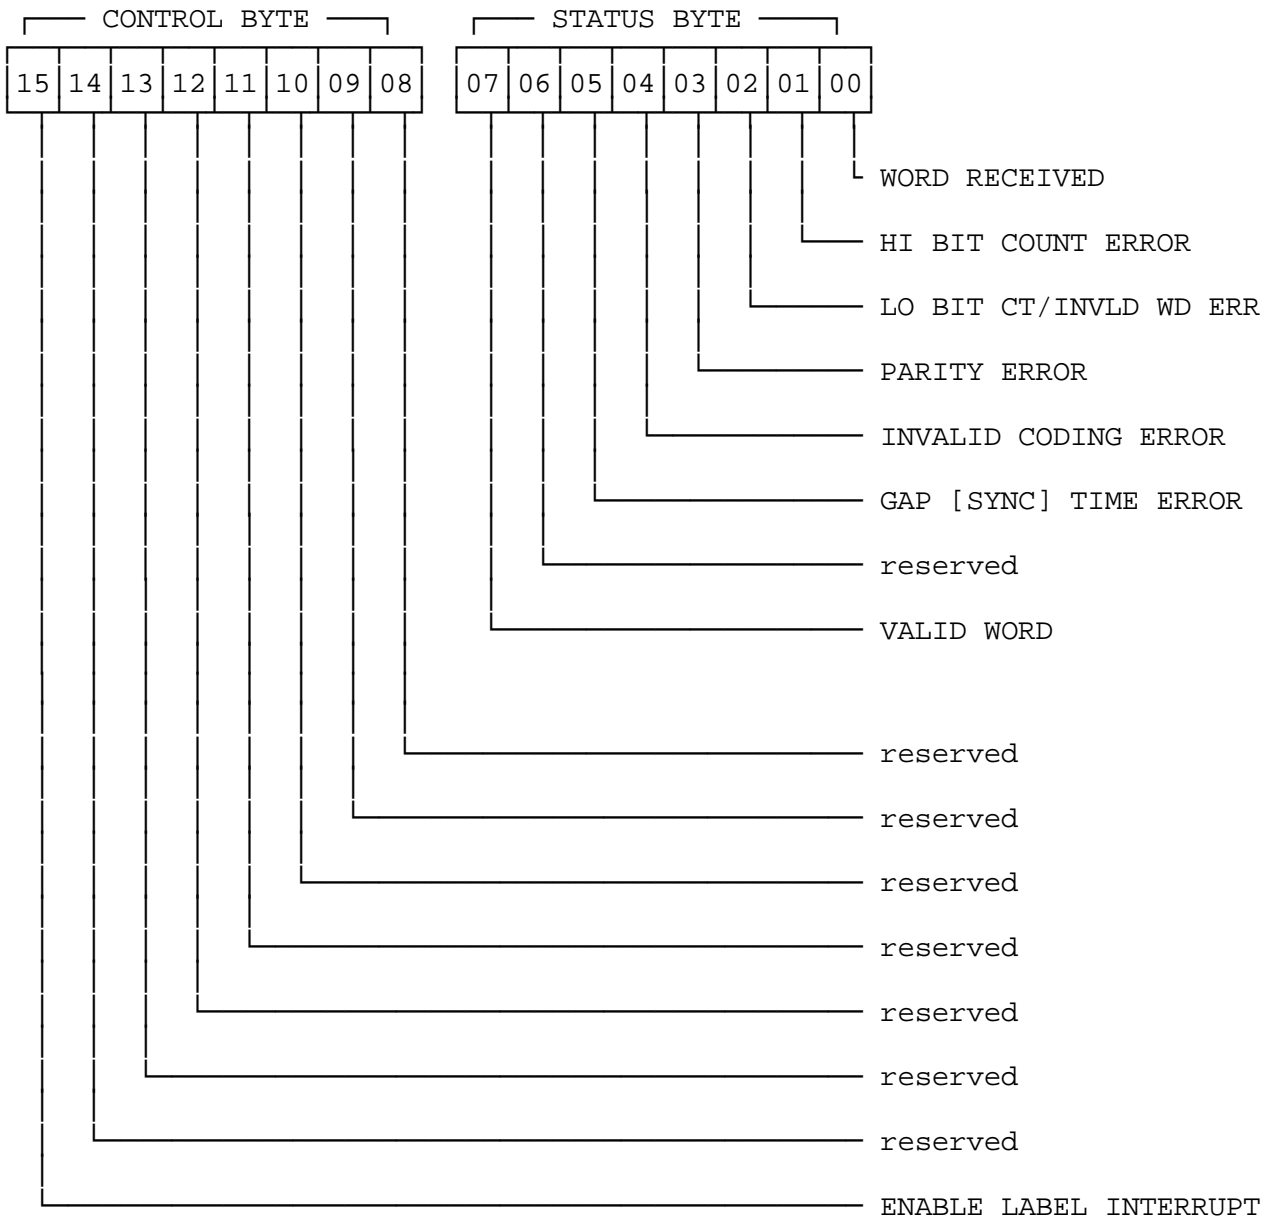 CONTROL BYTE STATUS BYTE
15 14 13 12 11 10 09 08 07 06 05 04 03 02 01 00
WORD RECEIVED
HI BIT COUNT ERROR
LO BIT CT/INVLD WD ERR
PARITY ERROR
INVALID CODING ERROR
GAP [SYNC] TIME ERROR
reserved
VALID WORD
reserved
reserved
reserved
reserved
reserved
reserved
reserved
ENABLE LABEL INTERRUPT